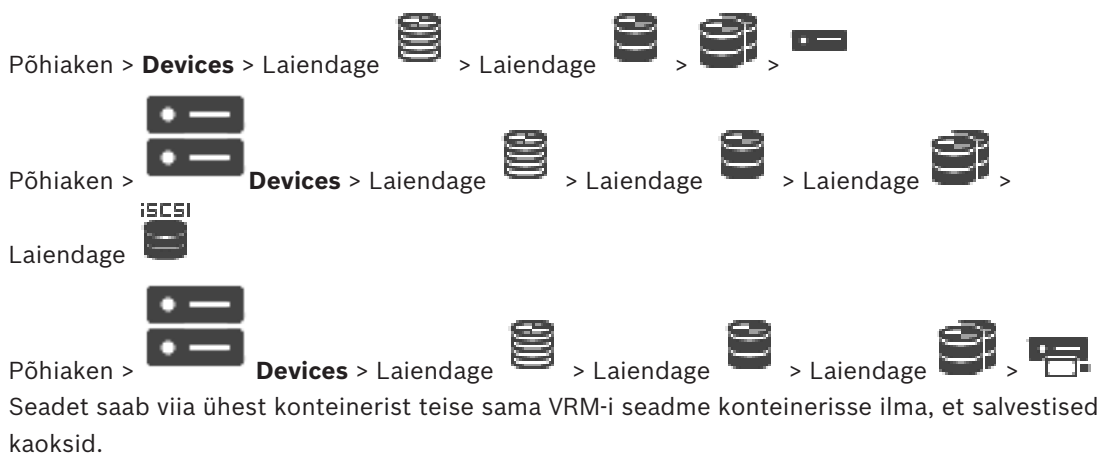 Põhiaken > Devices > Laiendage > Laiendage > >
Põhiaken > Devices > Laiendage > Laiendage > Laiendage >
iSCSI
Laiendage
Põhiaken > Devices > Laiendage > Laiendage > Laiendage >
Seadet saab viia ühest konteinerist teise sama VRM-i seadme konteinerisse ilma, et salvestised
kaoksid.